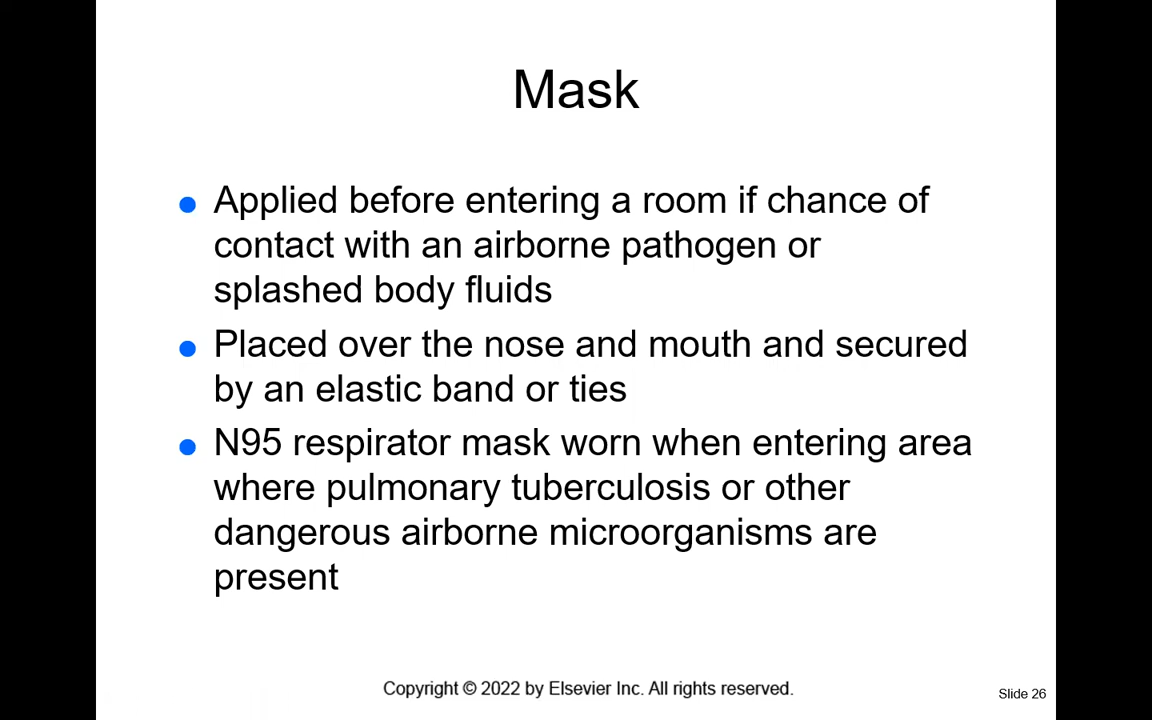 Mask
● Applied before entering a room if chance of
contact with an airborne pathogen or
splashed body fluids
● Placed over the nose and mouth and secured
by an elastic band or ties
● N95 respirator mask worn when entering area
where pulmonary tuberculosis or other
dangerous airborne microorganisms are
present
Copyright © 2022 by Elsevier Inc. All rights reserved.
Slide 26